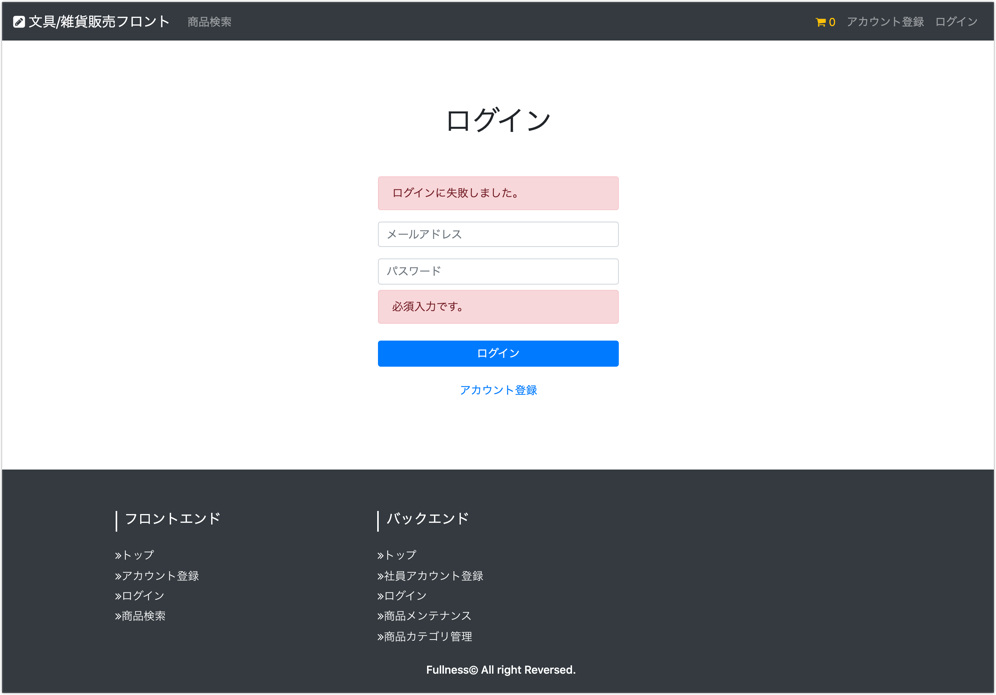 文具/雑貨販売フロント 商品検索 0 アカウント登録 ログイン
ログイン
ログインに失敗しました。
メールアドレス
パスワード
必須入力です。
ログイン
アカウント登録
フロントエンド
»トップ
»アカウント登録
»ログイン
»商品検索
バックエンド
»トップ
»社員アカウント登録
»ログイン
»商品メンテナンス
»商品カテゴリ管理
Fullness© All right Reversed.